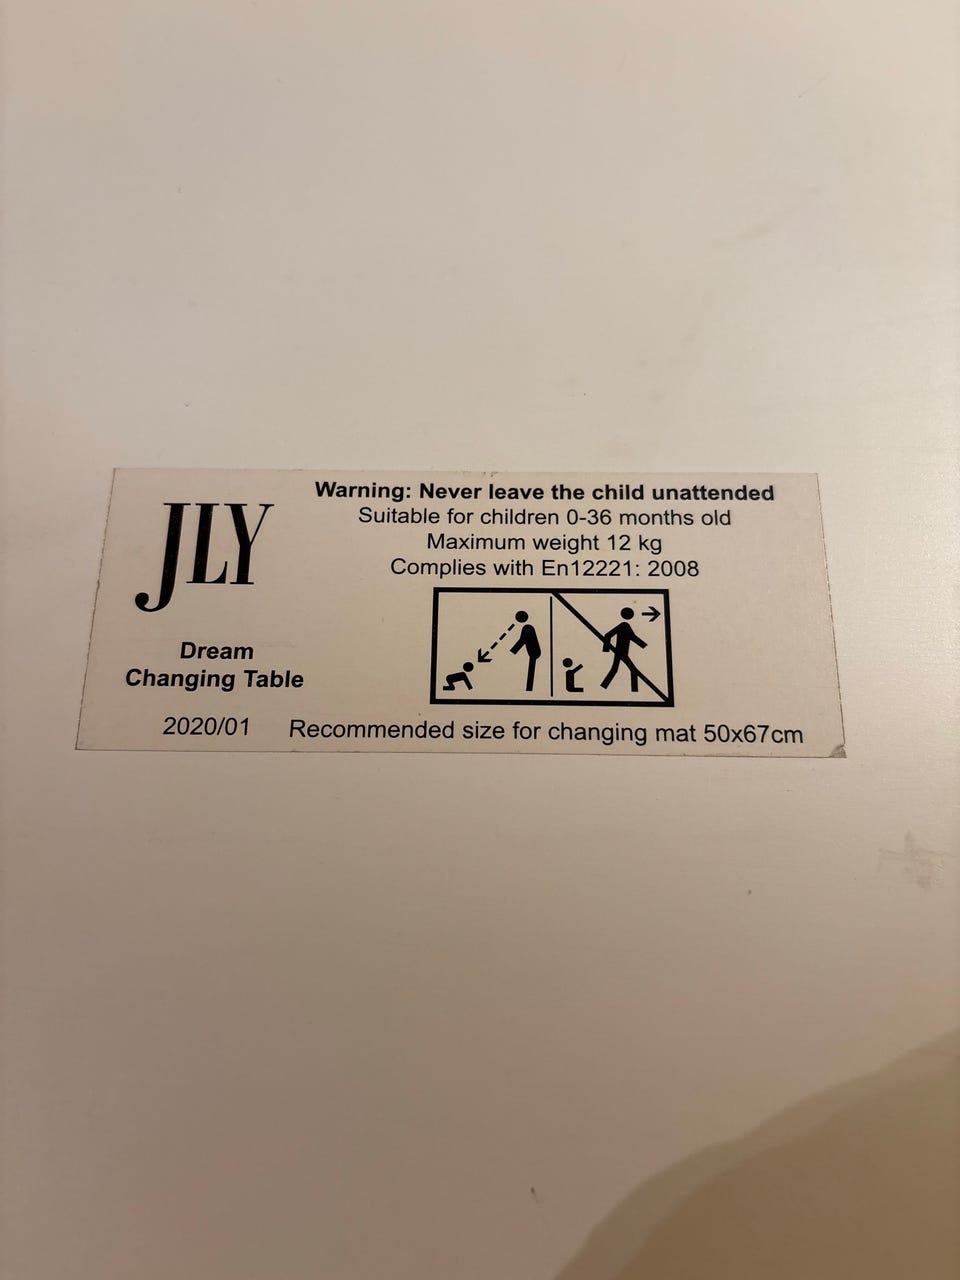 JLY
Dream
Changing Table
2020/01
Warning: Never leave the child unattended
Suitable for children 0-36 months old
Maximum weight 12 kg
Complies with En12221: 2008
Recommended size for changing mat 50x67cm